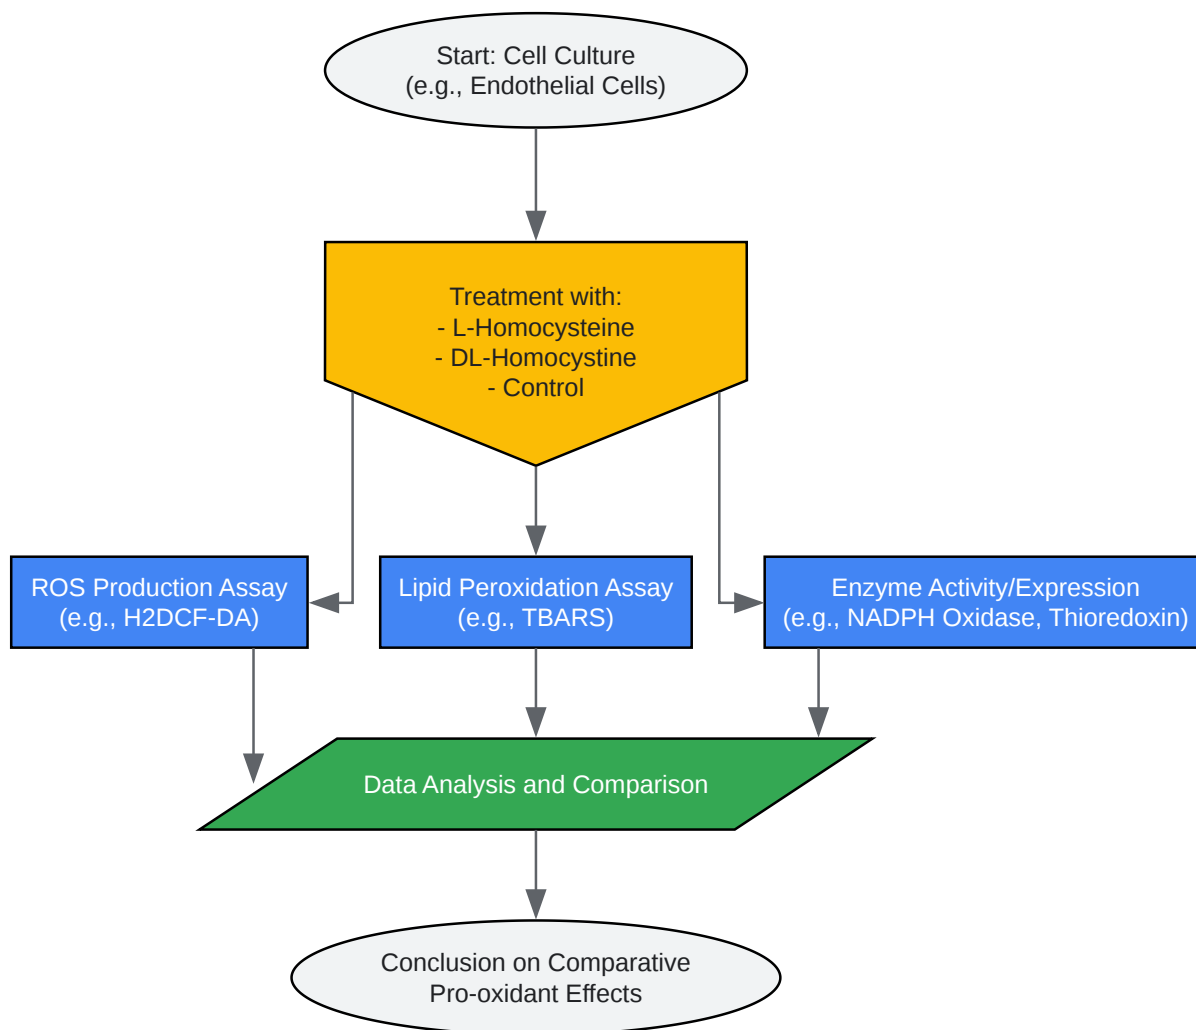 Start: Cell Culture
(e.g., Endothelial Cells)
Treatment with:
- L-Homocysteine
- DL-Homocystine
- Control
ROS Production Assay
(e.g., H2DCF-DA)
Lipid Peroxidation Assay
(e.g., TBARS)
Enzyme Activity/Expression
(e.g., NADPH Oxidase, Thioredoxin)
Data Analysis and Comparison
Conclusion on Comparative
Pro-oxidant Effects